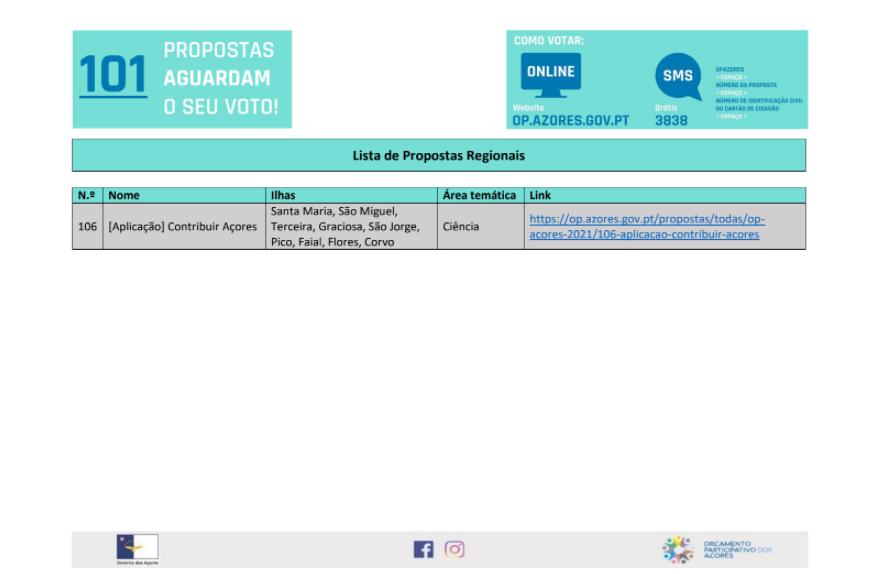 101
PROPOSTAS
AGUARDAM
O SEU VOTO!
COMO VOTAR:
ONLINE
Website
OP.AZORES.GOV.PT
SMS
Grátis
3838
OPAZORES
< ESPAÇO >
NÚMERO DA PROPOSTA
< ESPAÇO >
NÚMERO DE IDENTIFICAÇÃO CIVIL
OU CARTÃO DE CIDADÃO
< ESPAÇO >
Lista de Propostas Regionais
N.º Nome Ilhas Área temática Link
106 [Aplicação] Contribuir Açores
Santa Maria, São Miguel,
Terceira, Graciosa, São Jorge,
Pico, Faial, Flores, Corvo
Ciência
https://op.azores.gov.pt/propostas/todas/op-
acores-2021/106-aplicacao-contribuir-acores
Governo dos Açores
ORÇAMENTO
PARTICIPATIVO DOS
AÇORES